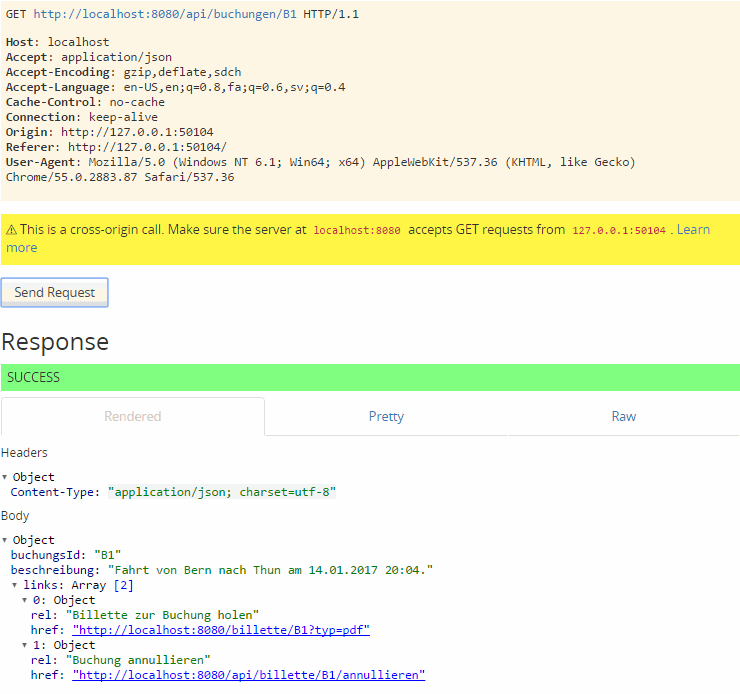 GET http://localhost:8080/api/buchungen/B1 HTTP/1.1
Host: localhost
Accept: application/json
Accept-Encoding: gzip,deflate,sdch
Accept-Language: en-US,en;q=0.8,fa;q=0.6,sv;q=0.4
Cache-Control: no-cache
Connection: keep-alive
Origin: http://127.0.0.1:50104
Referer: http://127.0.0.1:50104/
User-Agent: Mozilla/5.0 (Windows NT 6.1; Win64; x64) AppleWebKit/537.36 (KHTML, like Gecko)
Chrome/55.0.2883.87 Safari/537.36
⚠ This is a cross-origin call. Make sure the server at localhost:8080 accepts GET requests from 127.0.0.1:50104 . Learn
more
Send Request
Response
SUCCESS
Rendered Pretty Raw
Headers
▾ Object
Content-Type: "application/json; charset=utf-8"
Body
▾ Object
buchungsId: "B1"
beschreibung: "Fahrt von Bern nach Thun am 14.01.2017 20:04."
▾ links: Array [2]
▾ 0: Object
rel: "Billette zur Buchung holen"
href: "http://localhost:8080/billette/B1?typ=pdf"
▾ 1: Object
rel: "Buchung annullieren"
href: "http://localhost:8080/api/billette/B1/annullieren"